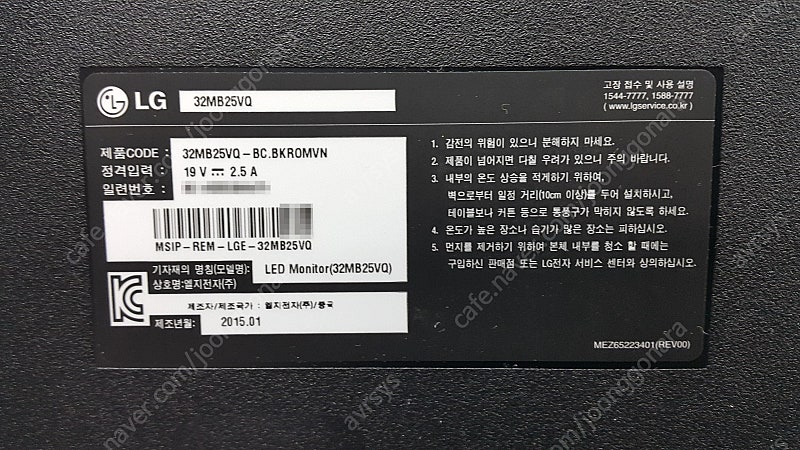 LG
32MB25VQ
고장 접수 및 사용 설명
1544-7777, 1588-7777
( www.lgservice.co.kr )
제품CODE : 32MB25VQ-BC.BKROMVN
정격입력 : 19 V ⎓ 2.5 A
일련번호 :
MSIP-REM-LGE-32MB25VQ
기자재의 명칭(모델명): LED Monitor(32MB25VQ)
상호명:엘지전자(주)
제조자/제조국가 : 엘지전자(주)/중국
제조년월: 2015.01
1. 감전의 위험이 있으니 분해하지 마세요.
2. 제품이 넘어지면 다칠 우려가 있으니 주의 바랍니다.
3. 내부의 온도 상승을 적게하기 위하여,
벽으로부터 일정 거리(10cm 이상)를 두어 설치하시고,
테이블보나 커튼 등으로 통풍구가 막히지 않도록 하세요.
4. 온도가 높은 장소나 습기가 많은 장소는 피하십시오.
5. 먼지를 제거하기 위하여 본체 내부를 청소 할 때에는
구입하신 판매점 또는 LG전자 서비스 센터와 상의하십시오.
MEZ65223401(REV00)
cafe.naver.com/joonggonara
avrsys